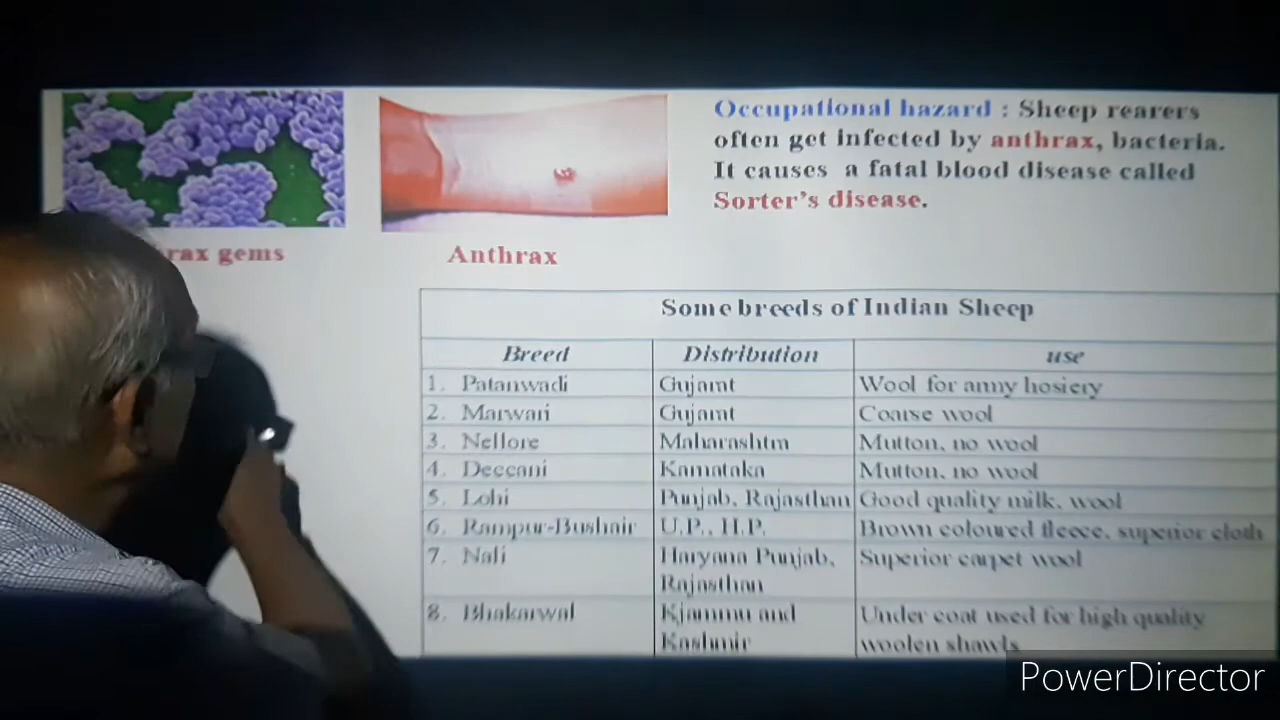 Occupational hazard : Sheep rearers
often get infected by anthrax, bacteria.
It causes a fatal blood disease called
Sorter's disease.
rax gems
Anthrax
Some breeds of Indian Sheep
Breed Distribution use
1. Patanwadi Gujarat Wool for army hosiery
2. Marwari Gujarat Coarse wool
3. Nellore Maharashtra Mutton, no wool
4. Deccani Karnataka Mutton, no wool
5. Lohi Punjab, Rajasthan Good quality milk, wool
6. Rampur-Bushair U.P., H.P. Brown coloured fleece, superior cloth
7. Nali Haryana Punjab, Superior carpet wool
Rajasthan
8. Bhakarwal Kjammu and Under coat used for high quality
Kashmir woolen shawls
PowerDirector